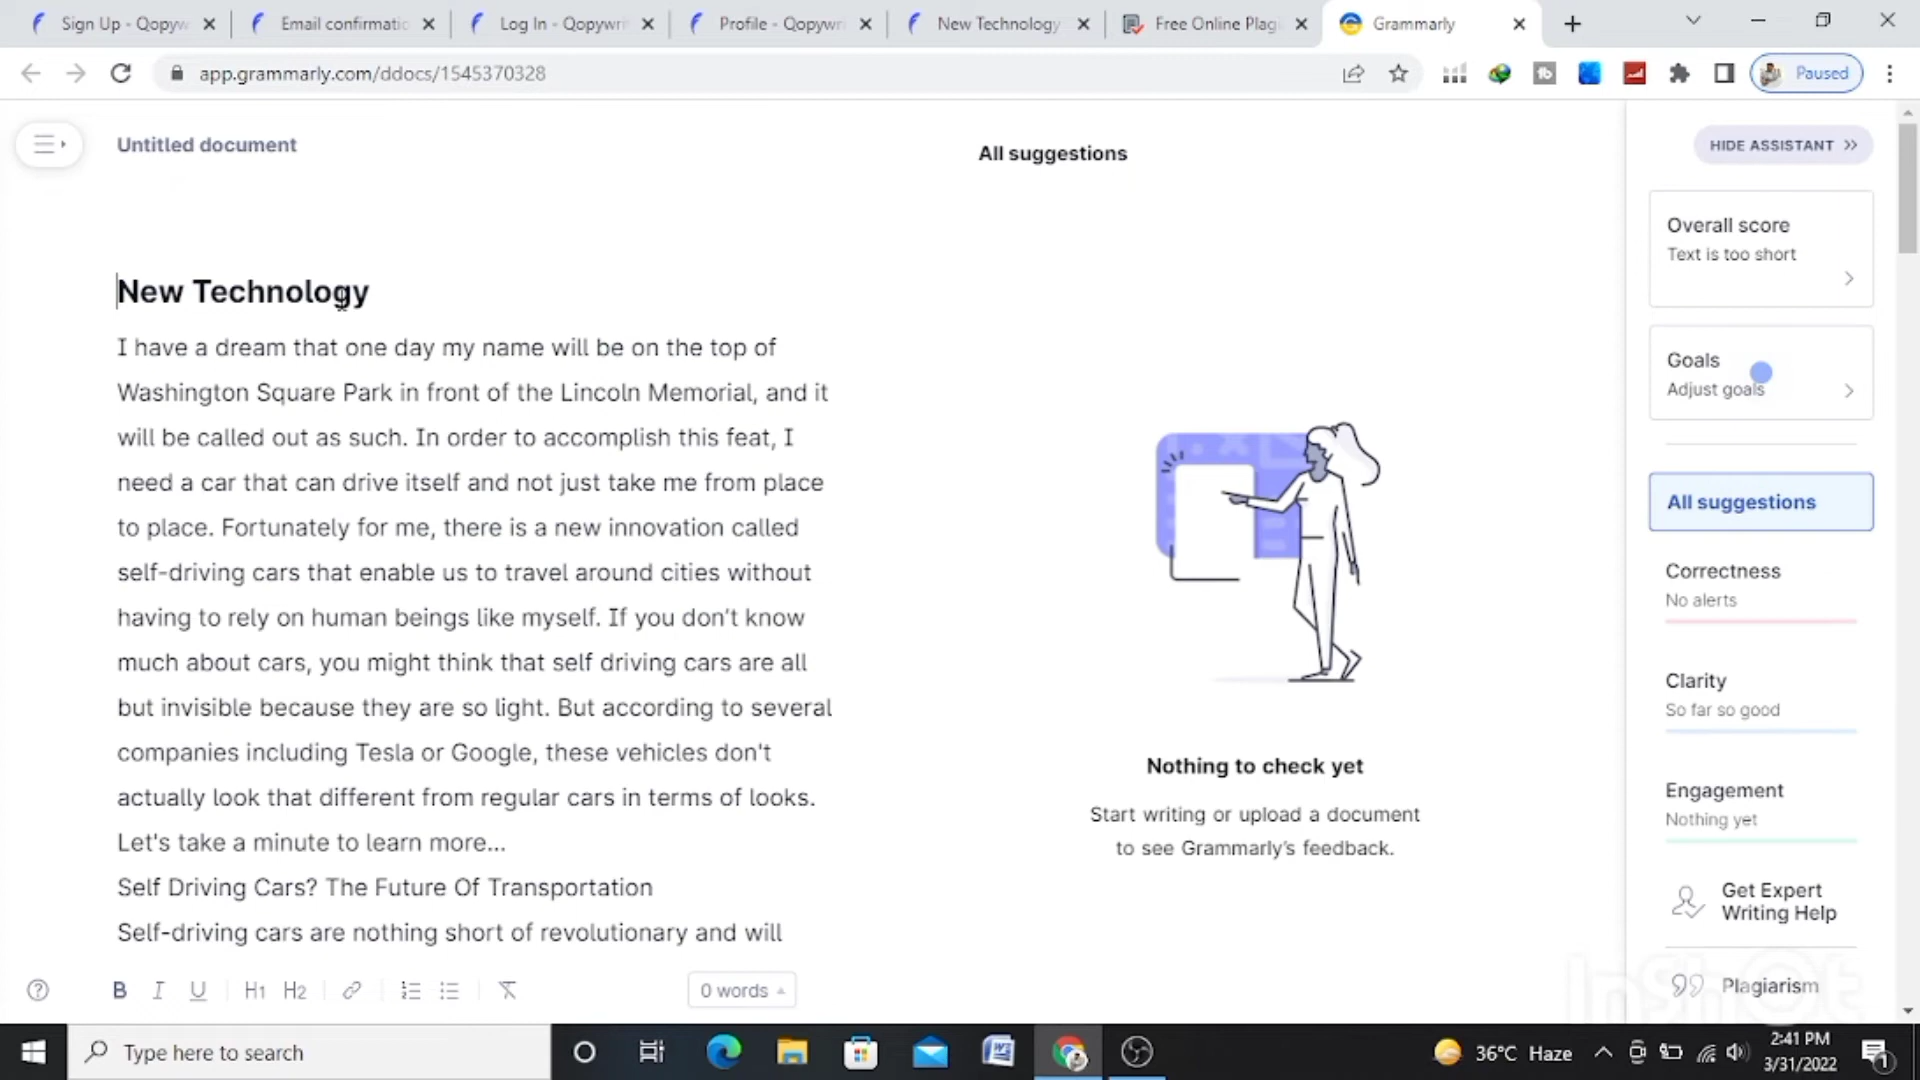 Sign Up - Qopyw
Email confirmatio
Log In - Qopywri
Profile - Qopywri
New Technology
Free Online Plagi
Grammarly
app.grammarly.com/ddocs/1545370328
Paused
Untitled document
All suggestions
HIDE ASSISTANT
New Technology
I have a dream that one day my name will be on the top of
Washington Square Park in front of the Lincoln Memorial, and it
will be called out as such. In order to accomplish this feat, I
need a car that can drive itself and not just take me from place
to place. Fortunately for me, there is a new innovation called
self-driving cars that enable us to travel around cities without
having to rely on human beings like myself. If you don’t know
much about cars, you might think that self driving cars are all
but invisible because they are so light. But according to several
companies including Tesla or Google, these vehicles don't
actually look that different from regular cars in terms of looks.
Let's take a minute to learn more...
Self Driving Cars? The Future Of Transportation
Self-driving cars are nothing short of revolutionary and will
Nothing to check yet
Start writing or upload a document
to see Grammarly’s feedback.
Overall score
Text is too short
Goals
Adjust goals
All suggestions
Correctness
No alerts
Clarity
So far so good
Engagement
Nothing yet
Get Expert
Writing Help
Plagiarism
InShOt
B I U H1 H2
0 words
Type here to search
36°C Haze
2:41 PM
3/31/2022
1